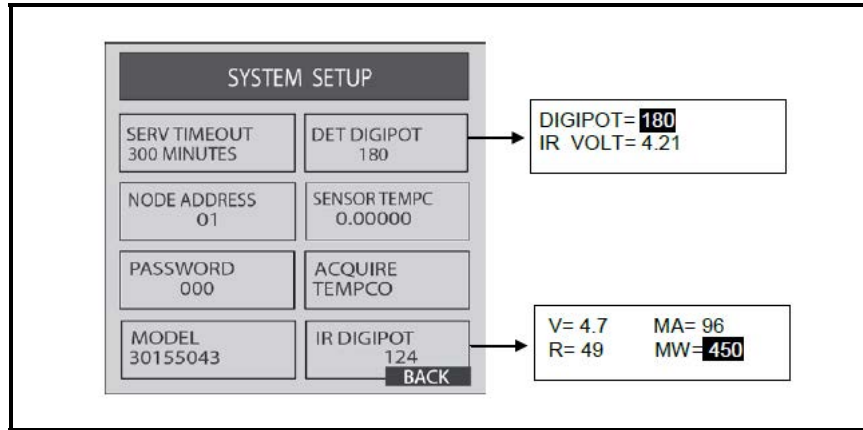 SYSTEM SETUP
SERV TIMEOUT
300 MINUTES
DET DIGIPOT
180
DIGIPOT= 180
IR VOLT= 4.21
NODE ADDRESS
01
SENSOR TEMPC
0.00000
PASSWORD
000
ACQUIRE
TEMPCO
MODEL
30155043
IR DIGIPOT
124
BACK
V= 4.7 MA= 96
R= 49 MW= 450